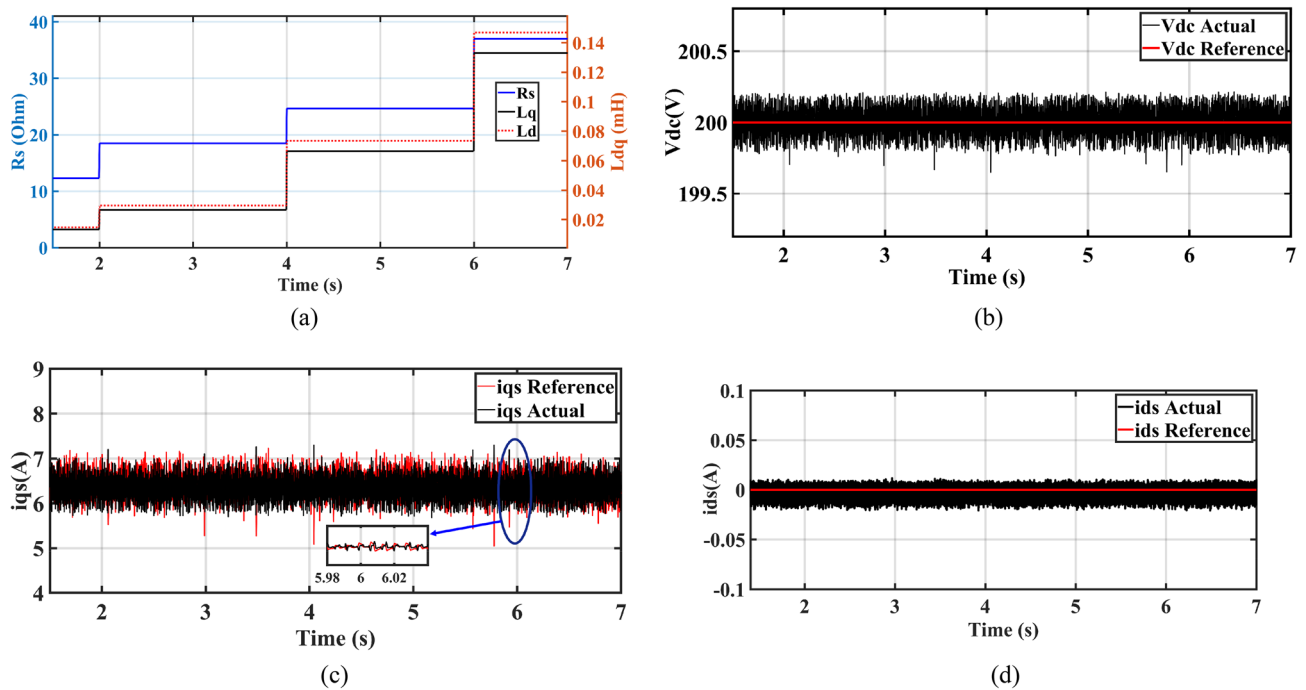 40
30
20
10
0
Rs (Ohm)
0.14
0.12
0.1
0.08
0.06
0.04
0.02
Ldq (mH)
Rs
Lq
Ld
2 3 4 5 6 7
Time (s)
(a)
200.5
200
199.5
Vdc(V)
Vdc Actual
Vdc Reference
2 3 4 5 6 7
Time (s)
(b)
9
8
7
6
5
4
iqs(A)
iqs Reference
iqs Actual
5.98 6 6.02
2 3 4 5 6 7
Time (s)
(c)
0.1
0.05
0
-0.05
-0.1
ids(A)
ids Actual
ids Reference
2 3 4 5 6 7
Time (s)
(d)